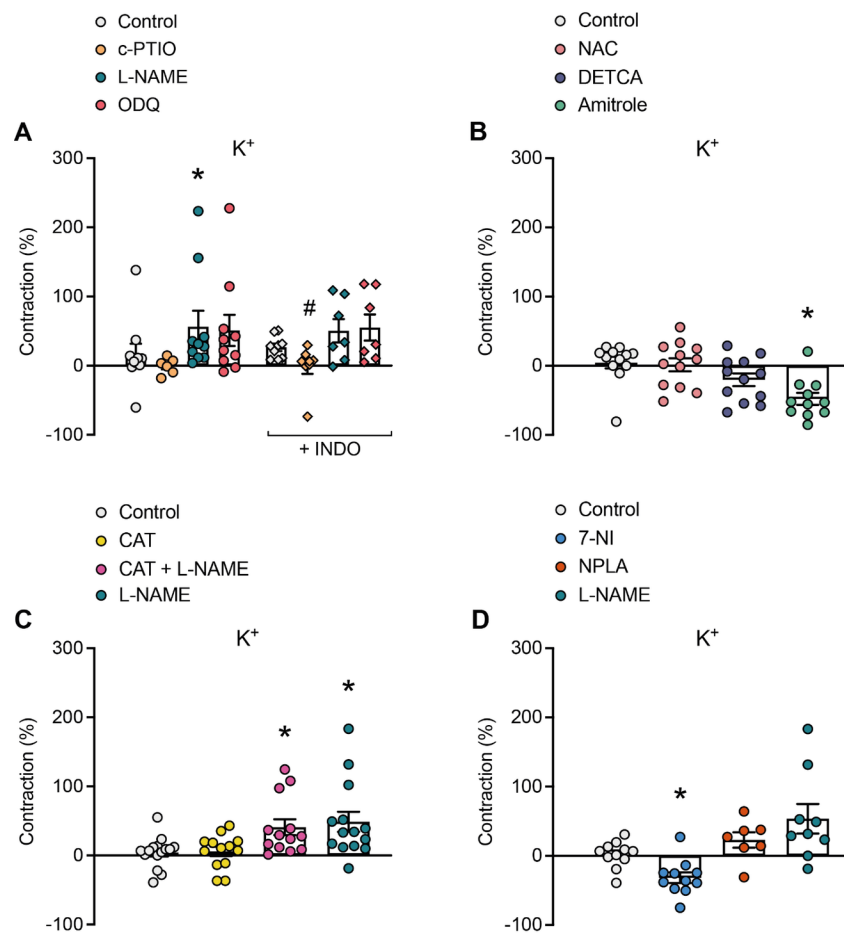 Control
c-PTIO
L-NAME
ODQ
A
K⁺
300
200
100
0
-100
Contraction (%)
*
#
+ INDO
Control
NAC
DETCA
Amitrole
B
K⁺
300
200
100
0
-100
Contraction (%)
*
Control
CAT
CAT + L-NAME
L-NAME
C
K⁺
300
200
100
0
-100
Contraction (%)
*
*
Control
7-NI
NPLA
L-NAME
D
K⁺
300
200
100
0
-100
Contraction (%)
*